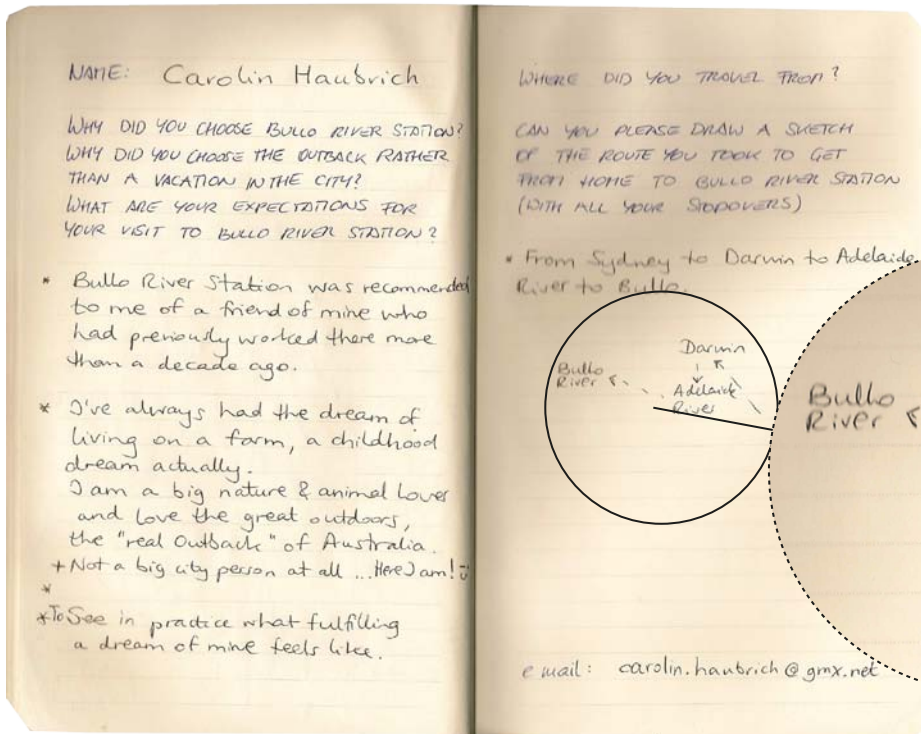 NAME: Carolin Haubrich
WHY DID YOU CHOOSE BULLO RIVER STATION?
WHY DID YOU CHOOSE THE OUTBACK RATHER
THAN A VACATION IN THE CITY?
WHAT ARE YOUR EXPECTATIONS FOR
YOUR VISIT TO BULLO RIVER STATION?
* Bullo River Station was recommended
to me of a friend of mine who
had previously worked there more
than a decade ago.
* I've always had the dream of
living on a farm, a childhood
dream actually.
I am a big nature & animal lover
and love the great outdoors,
the "real Outback" of Australia.
+ Not a big city person at all ... Here I am!
*
* To See in practice what fulfilling
a dream of mine feels like.
WHERE DID YOU TRAVEL FROM?
CAN YOU PLEASE DRAW A SKETCH
OF THE ROUTE YOU TOOK TO GET
FROM HOME TO BULLO RIVER STATION
(WITH ALL YOUR STOPOVERS)
* From Sydney to Darwin to Adelaide
River to Bullo.
Darwin
Bullo
River
Adelaide
River
Bullo
River
email: carolin.haubrich@gmx.net